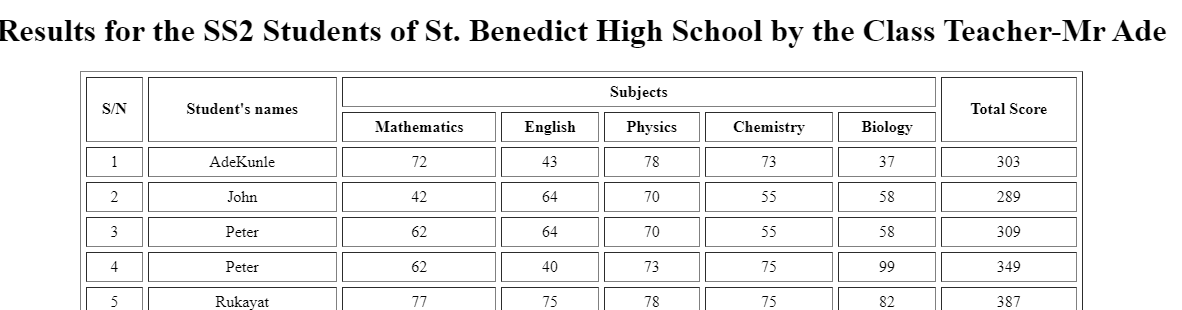 Results for the SS2 Students of St. Benedict High School by the Class Teacher-Mr Ade
S/N Student's names Subjects Total Score
Mathematics English Physics Chemistry Biology
1 AdeKunle 72 43 78 73 37 303
2 John 42 64 70 55 58 289
3 Peter 62 64 70 55 58 309
4 Peter 62 40 73 75 99 349
5 Rukayat 77 75 78 75 82 387